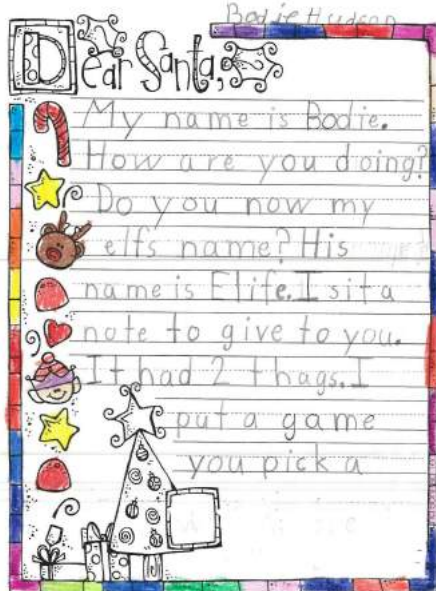 Bodie Hudson
Dear Santa,
My name is Bodie.
How are you doing?
Do you now my
elfs name? His
name is Elife. I sit a
note to give to you.
It had 2 thags. I
put a game
you pick a